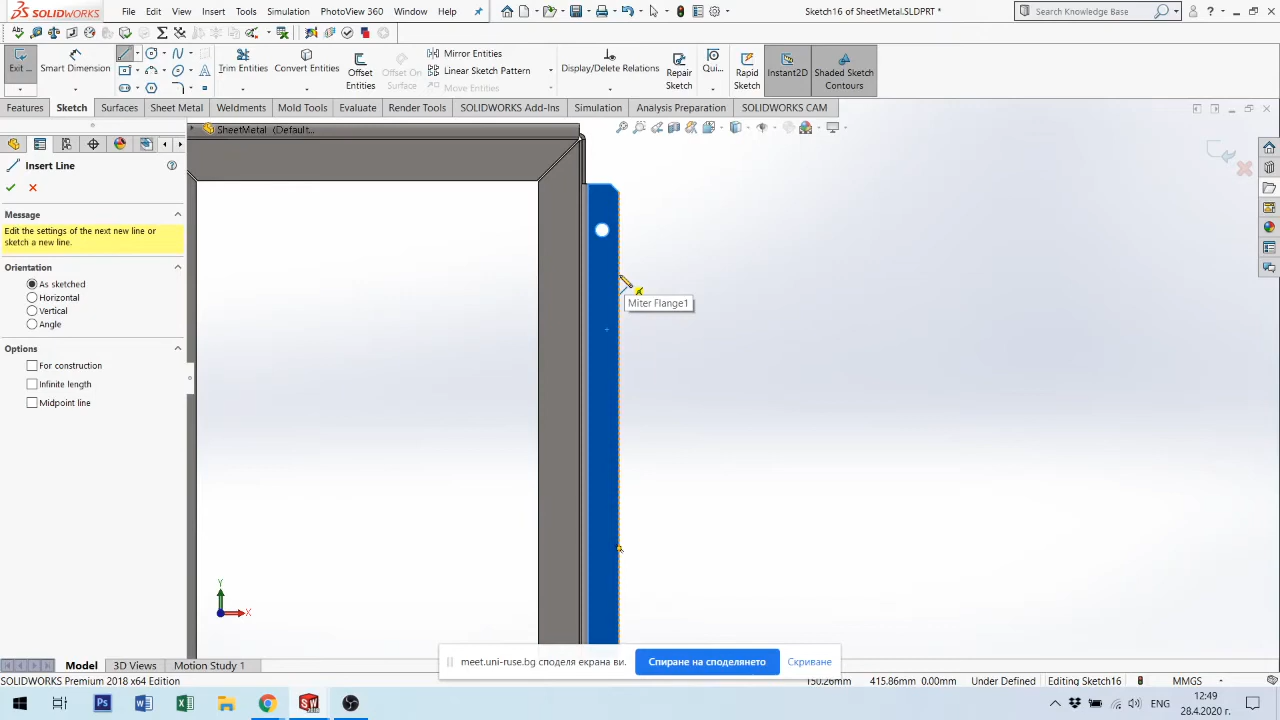 SOLIDWORKS
File Edit View Insert Tools Simulation PhotoView 360 Window Help
Sketch16 of SheetMetal.SLDPRT *
Search Knowledge Base
Exit ...
Smart Dimension
Trim Entities
Convert Entities
Offset Entities
Offset On Surface
Mirror Entities
Linear Sketch Pattern
Move Entities
Display/Delete Relations
Repair Sketch
Qui...
Rapid Sketch
Instant2D
Shaded Sketch Contours
Features Sketch Surfaces Sheet Metal Weldments Mold Tools Evaluate Render Tools SOLIDWORKS Add-Ins Simulation Analysis Preparation SOLIDWORKS CAM
SheetMetal (Default...
Insert Line
Message
Edit the settings of the next new line or
sketch a new line.
Orientation
As sketched
Horizontal
Vertical
Angle
Options
For construction
Infinite length
Midpoint line
Miter Flange1
Y
X
meet.uni-ruse.bg споделя екрана ви.
Спиране на споделянето
Скриване
Model 3D Views Motion Study 1
SOLIDWORKS Premium 2018 x64 Edition
150.26mm 415.86mm 0.00mm Under Defined Editing Sketch16 MMGS
ENG
12:49
28.4.2020 г.